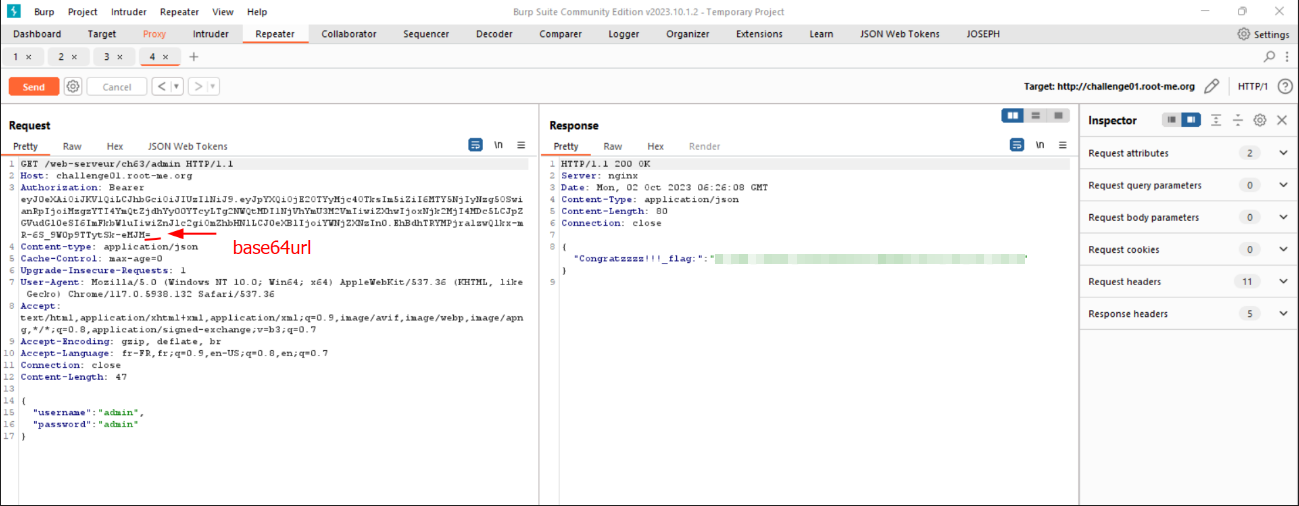 Burp Project Intruder Repeater View Help
Burp Suite Community Edition v2023.10.1.2 - Temporary Project
Dashboard Target Proxy Intruder Repeater Collaborator Sequencer Decoder Comparer Logger Organizer Extensions Learn JSON Web Tokens JOSEPH
Settings
1 × 2 × 3 × 4 × +
Send Cancel < >
Target: http://challenge01.root-me.org HTTP/1
Request
Pretty Raw Hex JSON Web Tokens
\n
1 GET /web-serveur/ch63/admin HTTP/1.1
2 Host: challenge01.root-me.org
3 Authorization: Bearer
4 Content-type: application/json
base64url
5 Cache-Control: max-age=0
6 Upgrade-Insecure-Requests: 1
7 User-Agent: Mozilla/5.0 (Windows NT 10.0; Win64; x64) AppleWebKit/537.36 (KHTML, like
Gecko) Chrome/117.0.5938.132 Safari/537.36
8 Accept:
text/html,application/xhtml+xml,application/xml;q=0.9,image/avif,image/webp,image/apn
g,*/*;q=0.8,application/signed-exchange;v=b3;q=0.7
9 Accept-Encoding: gzip, deflate, br
10 Accept-Language: fr-FR,fr;q=0.9,en-US;q=0.8,en;q=0.7
11 Connection: close
12 Content-Length: 47
13
14 {
15 "username":"admin",
16 "password":"admin"
17 }
Response
Pretty Raw Hex Render
\n
1 HTTP/1.1 200 OK
2 Server: nginx
3 Date: Mon, 02 Oct 2023 06:26:08 GMT
4 Content-Type: application/json
5 Content-Length: 80
6 Connection: close
7
8 {
"Congratzzzz!!!_flag:":"
}
9
Inspector
Request attributes 2
Request query parameters 0
Request body parameters 0
Request cookies 0
Request headers 11
Response headers 5